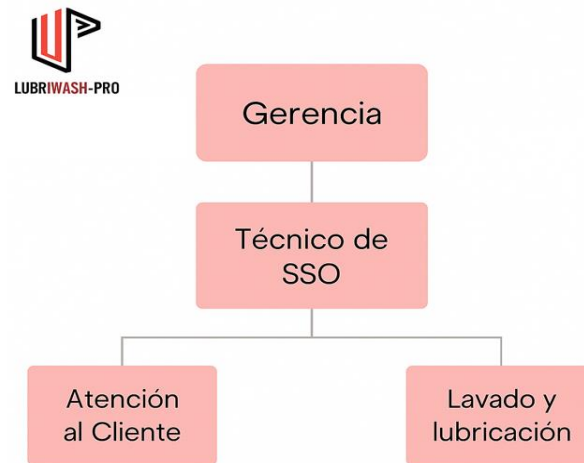 LUBRIWASH-PRO
Gerencia
Técnico de
SSO
Atención
al Cliente
Lavado y
lubricación